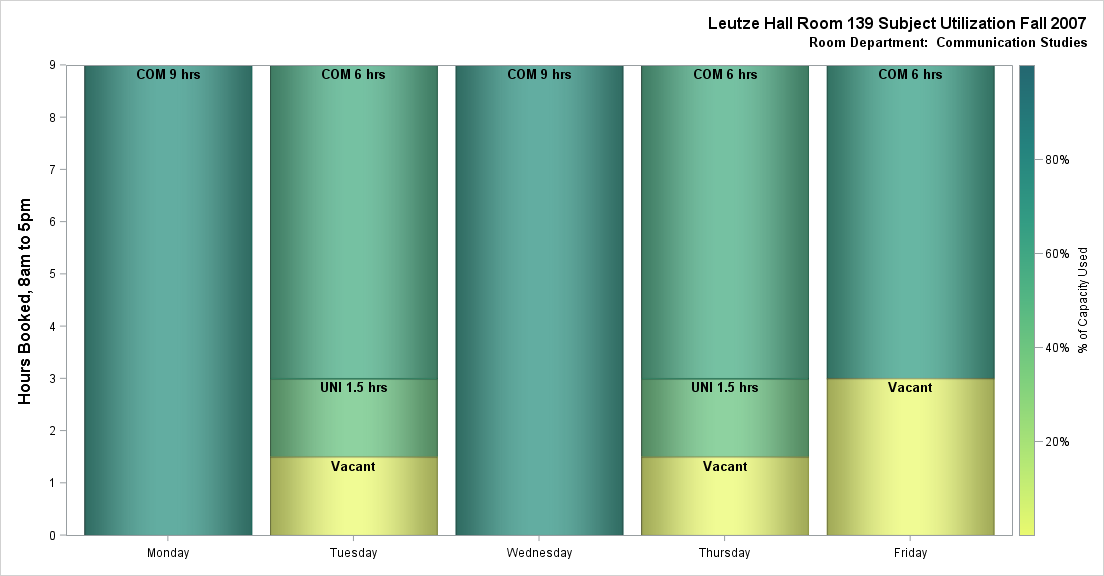 Leutze Hall Room 139 Subject Utilization Fall 2007
Room Department:  Communication Studies
Hours Booked, 8am to 5pm
9
8
7
6
5
4
3
2
1
0
COM 9 hrs
COM 6 hrs
UNI 1.5 hrs
Vacant
COM 9 hrs
COM 6 hrs
UNI 1.5 hrs
Vacant
COM 6 hrs
Vacant
Monday
Tuesday
Wednesday
Thursday
Friday
80%
60%
40%
20%
% of Capacity Used